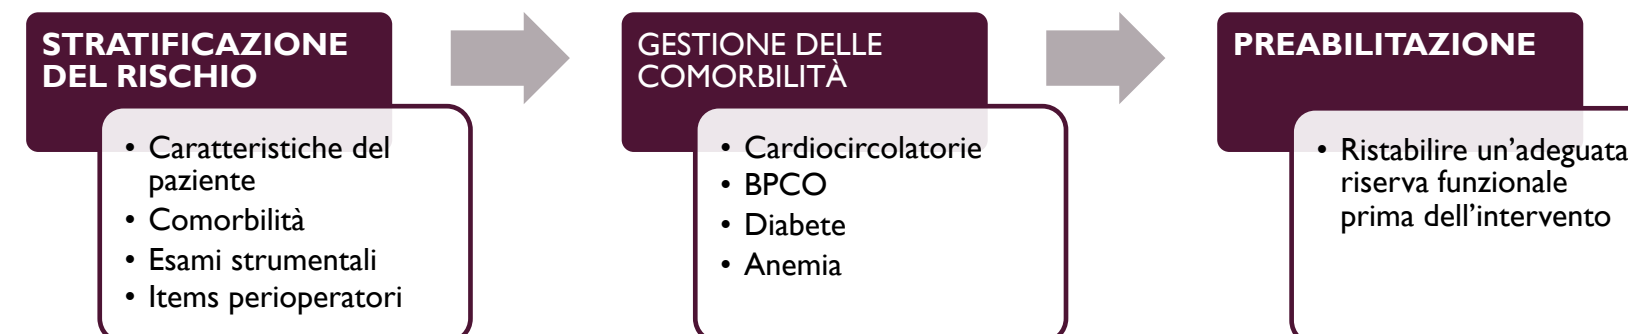 STRATIFICAZIONE
DEL RISCHIO
• Caratteristiche del
paziente
• Comorbilità
• Esami strumentali
• Items perioperatori
GESTIONE DELLE
COMORBILITÀ
• Cardiocircolatorie
• BPCO
• Diabete
• Anemia
PREABILITAZIONE
• Ristabilire un’adeguata
riserva funzionale
prima dell’intervento